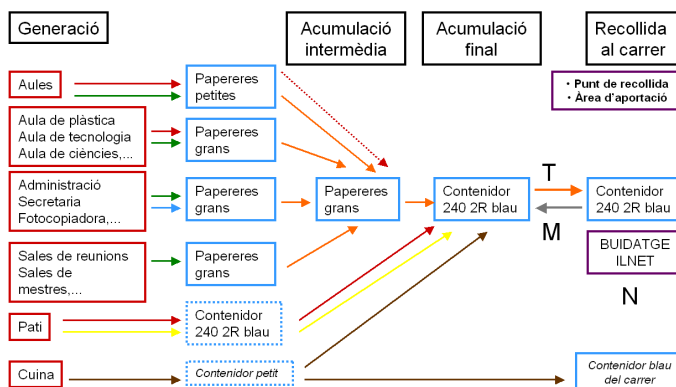 Generació
Acumulació
intermèdia
Acumulació
final
Recollida
al carrer
Aules
Papereres
petites
• Punt de recollida
• Àrea d'aportació
Aula de plàstica
Aula de tecnologia
Aula de ciències,...
Papereres
grans
Administració
Secretaria
Fotocopiadora,...
Papereres
grans
Papereres
grans
Contenidor
240 2R blau
T
M
Contenidor
240 2R blau
Sales de reunions
Sales de
mestres,...
Papereres
grans
BUIDATGE
ILNET
N
Pati
Contenidor
240 2R blau
Cuina
Contenidor petit
Contenidor blau
del carrer